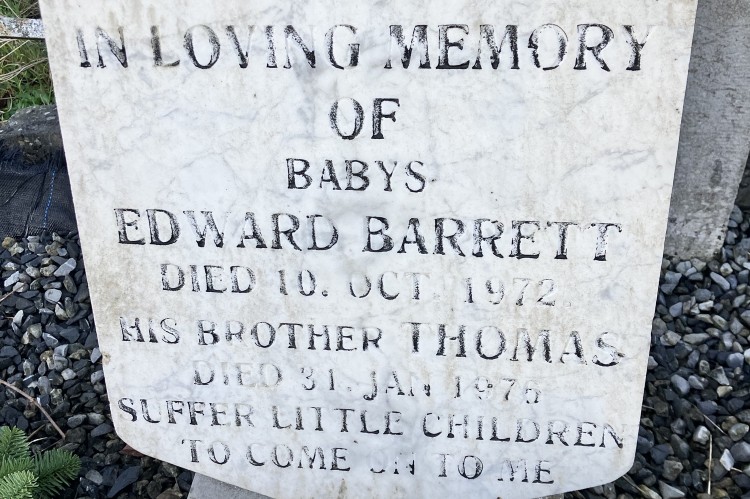 IN LOVING MEMORY
OF
BABYS
EDWARD BARRETT
DIED 10. OCT. 1972.
HIS BROTHER THOMAS
DIED 31. JAN
SUFFER LITTLE CHILDREN
TO COME UN TO ME